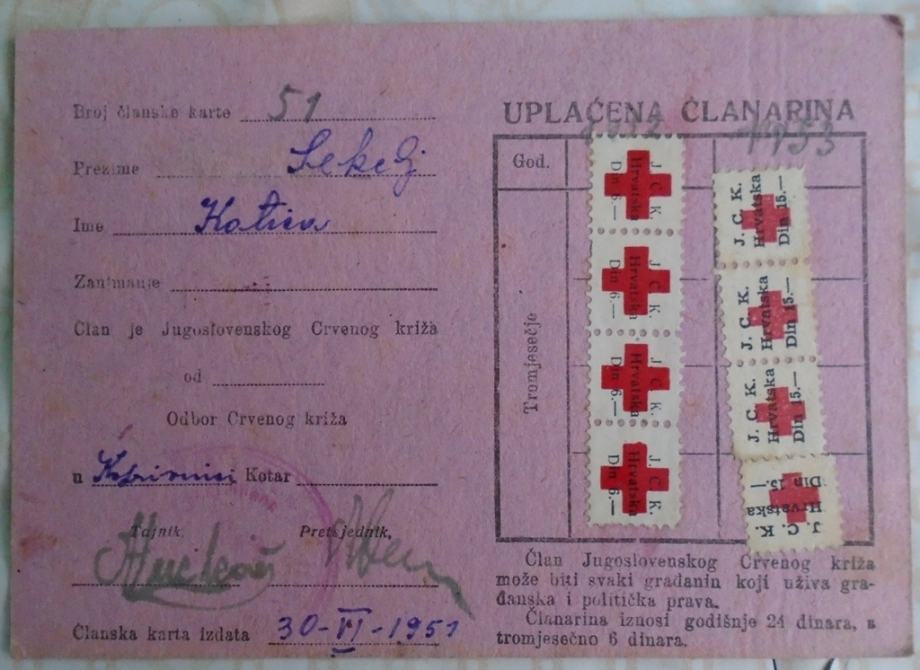 Broj članske karte 51
Prezime Sekelj
Ime Katica
Zanimanje
Član je Jugoslovenskog Crvenog križa
od
Odbor Crvenog križa
u Koprivnici Kotar
Tajnik, Pretsjednik,
Članska karta izdata 30-VI-1951
UPLAĆENA ČLANARINA
1953
God.
Tromjesečje
J. C. K.
Hrvatska
Din 6.—
J. C. K.
Hrvatska
Din 6.—
J. C. K.
Hrvatska
Din 6.—
J. C. K.
Hrvatska
Din 6.—
J. C. K.
Hrvatska
Din 15.—
J. C. K.
Hrvatska
Din 15.—
J. C. K.
Hrvatska
Din 15.—
J. C. K.
Hrvatska
Din 15.—
Član Jugoslovenskog Crvenog križa
može biti svaki građanin koji uživa gra-
đanska i politička prava.
Članarina iznosi godišnje 24 dinara, a
tromjesečno 6 dinara.